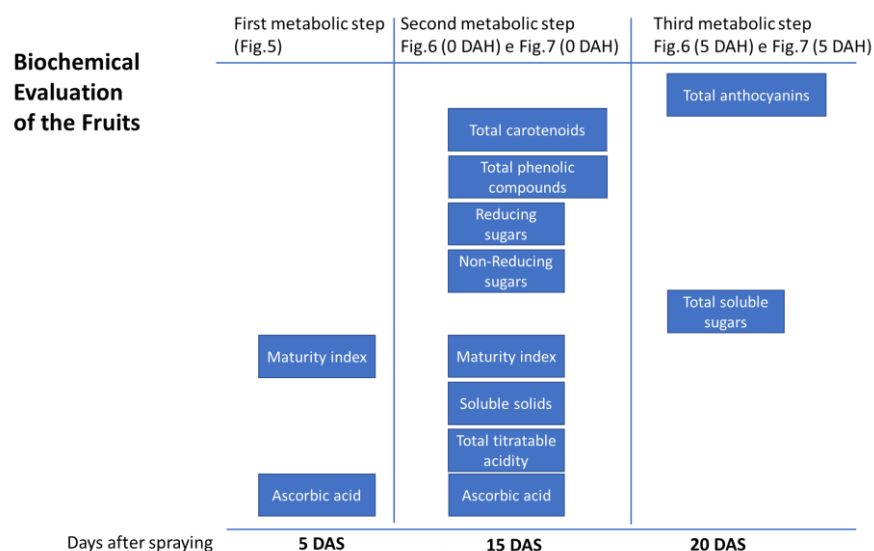 Biochemical
Evaluation
of the Fruits
First metabolic step
(Fig.5)
Second metabolic step
Fig.6 (0 DAH) e Fig.7 (0 DAH)
Third metabolic step
Fig.6 (5 DAH) e Fig.7 (5 DAH)
Total anthocyanins
Total carotenoids
Total phenolic
compounds
Reducing
sugars
Non-Reducing
sugars
Total soluble
sugars
Maturity index
Maturity index
Soluble solids
Total titratable
acidity
Ascorbic acid
Ascorbic acid
Days after spraying
5 DAS
15 DAS
20 DAS